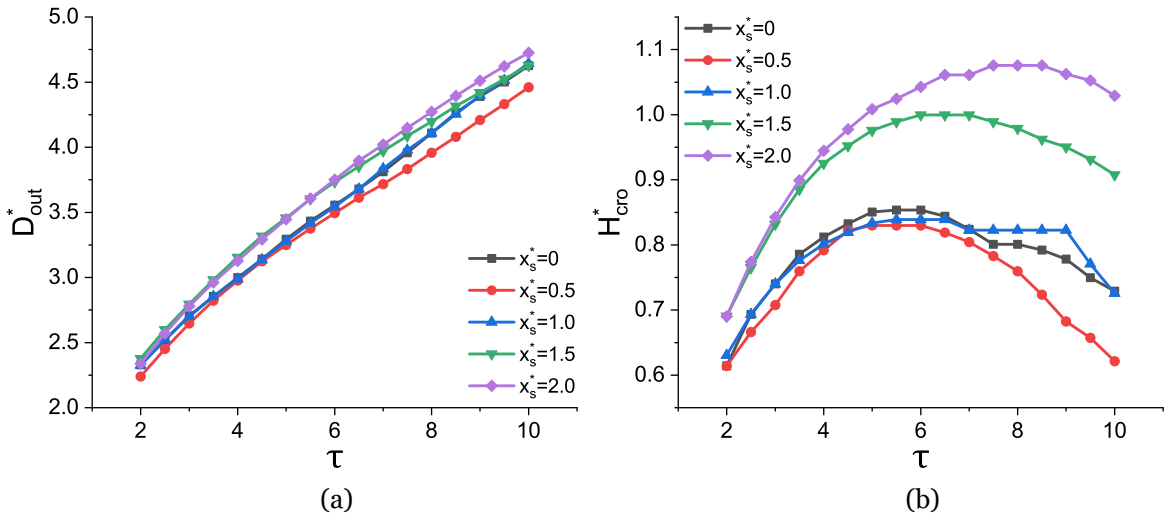 5.0
4.5
4.0
3.5
3.0
2.5
2.0
D*out
x*s=0
x*s=0.5
x*s=1.0
x*s=1.5
x*s=2.0
2 4 6 8 10
τ
(a)
1.1
1.0
0.9
0.8
0.7
0.6
H*cro
x*s=0
x*s=0.5
x*s=1.0
x*s=1.5
x*s=2.0
2 4 6 8 10
τ
(b)